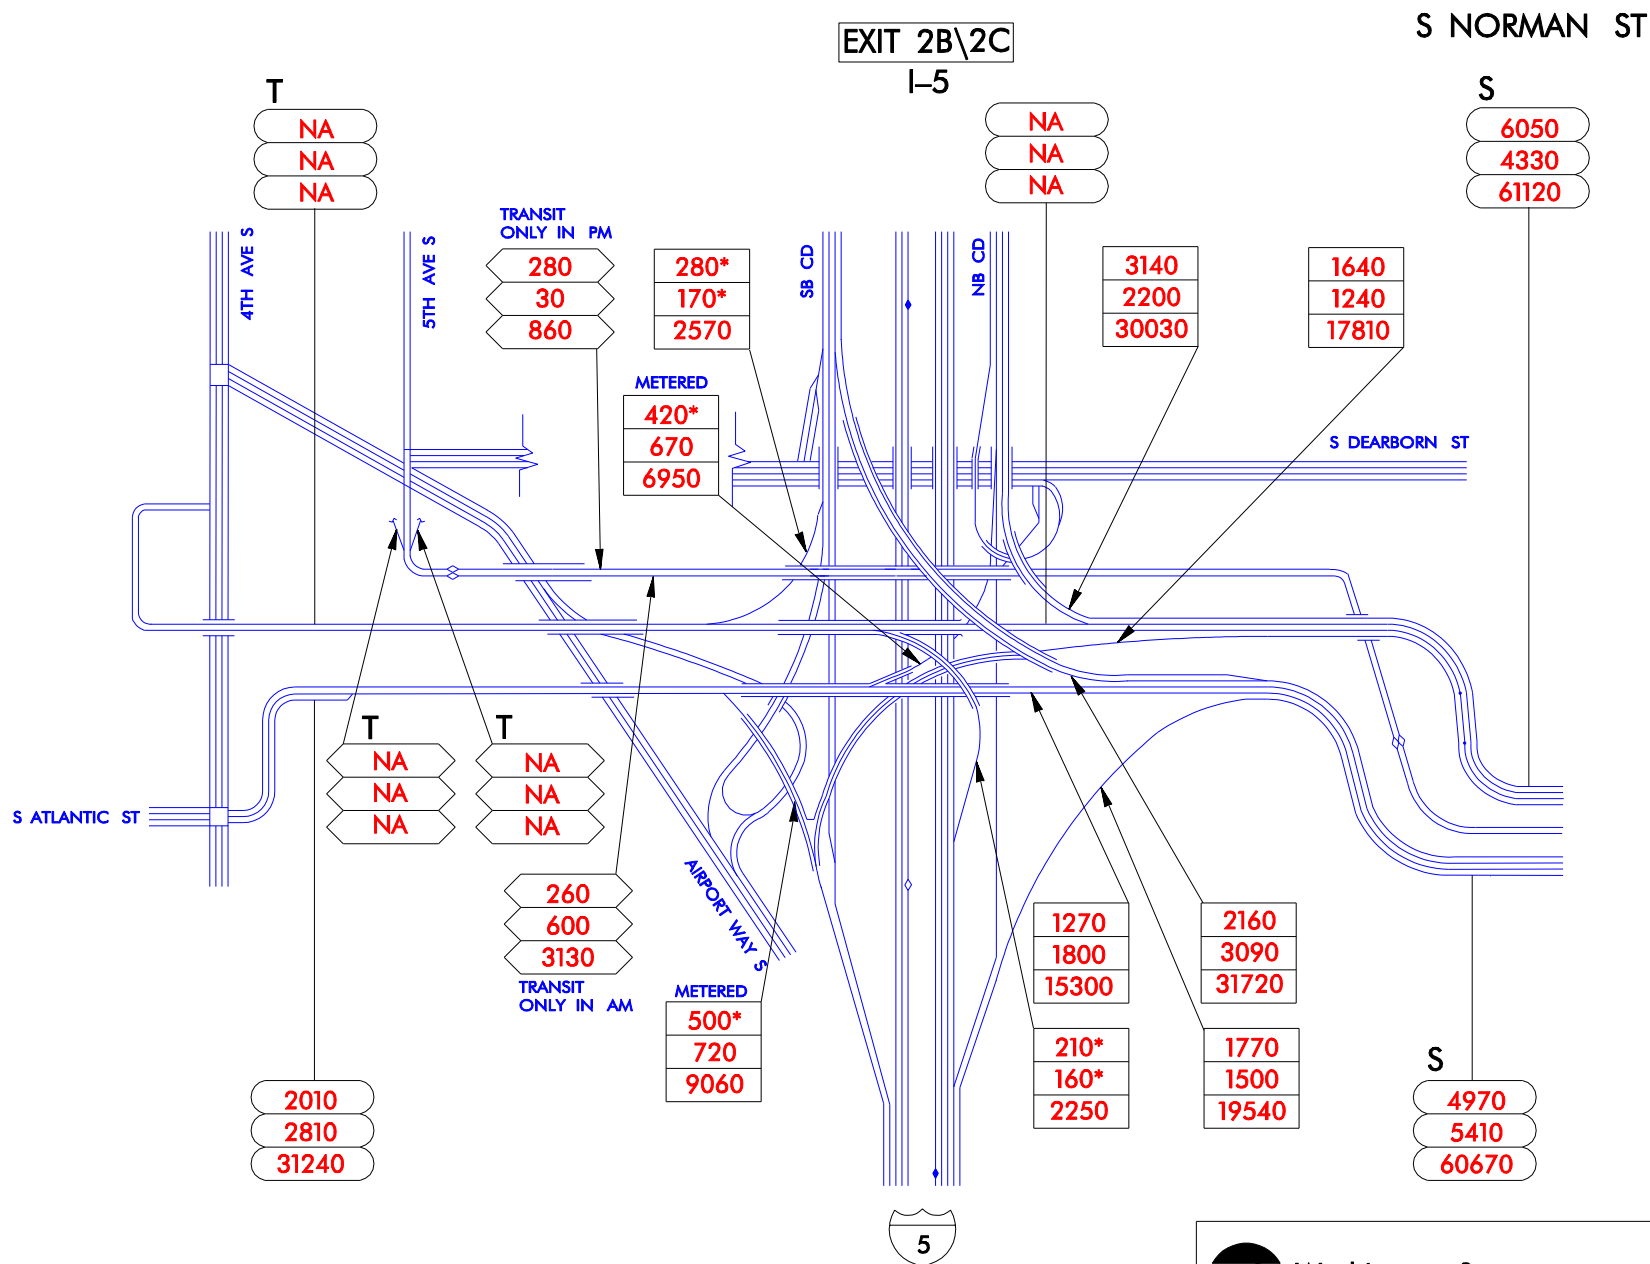 S NORMAN ST
EXIT 2B\2C
I–5
T
NA
NA
NA
NA
NA
NA
S
6050
4330
61120
TRANSIT
ONLY IN PM
280
30
860
280*
170*
2570
METERED
420*
670
6950
3140
2200
30030
1640
1240
17810
4TH AVE S
5TH AVE S
SB CD
NB CD
S DEARBORN ST
T
NA
NA
NA
T
NA
NA
NA
S ATLANTIC ST
AIRPORT WAY S
260
600
3130
TRANSIT
ONLY IN AM
METERED
500*
720
9060
1270
1800
15300
2160
3090
31720
210*
160*
2250
1770
1500
19540
2010
2810
31240
S
4970
5410
60670
5